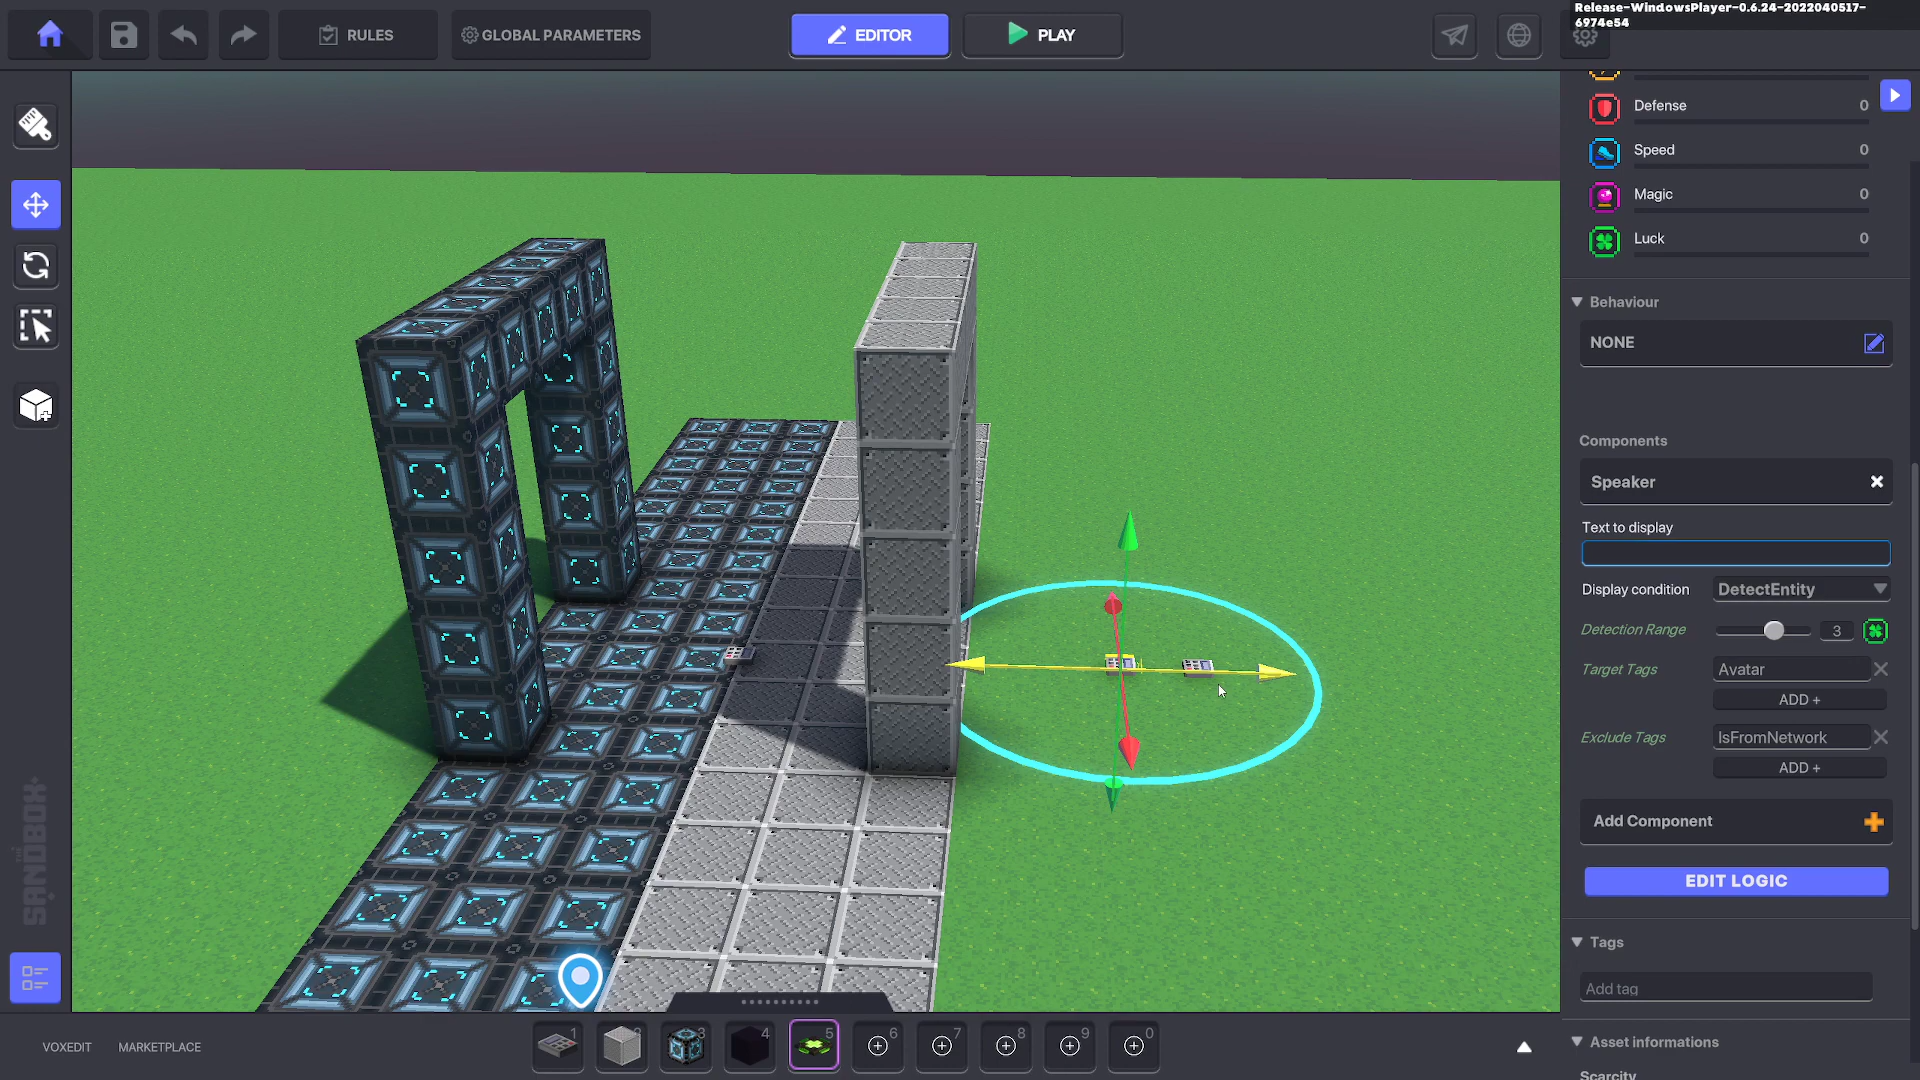 Release-WindowsPlayer-0.6.24-2022040517-
6974e54
RULES
GLOBAL PARAMETERS
EDITOR
PLAY
Defense 0
Speed 0
Magic 0
Luck 0
Behaviour
NONE
Components
Speaker
Text to display
Display condition DetectEntity
Detection Range 3
Target Tags Avatar
ADD +
Exclude Tags IsFromNetwork
ADD +
Add Component
EDIT LOGIC
Tags
Add tag
Asset informations
Scarcity
THE SANDBOX
VOXEDIT
MARKETPLACE
1 2 3 4 5 6 7 8 9 0